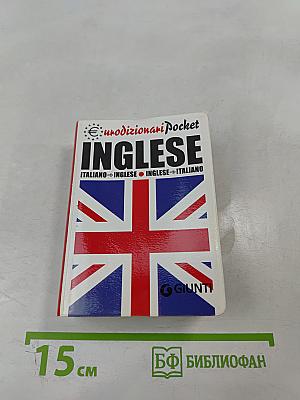 €urodizionari Pocket
INGLESE
ITALIANO→INGLESE • INGLESE→ITALIANO
GIUNTI
15 см
БФ БИБЛИОФАН